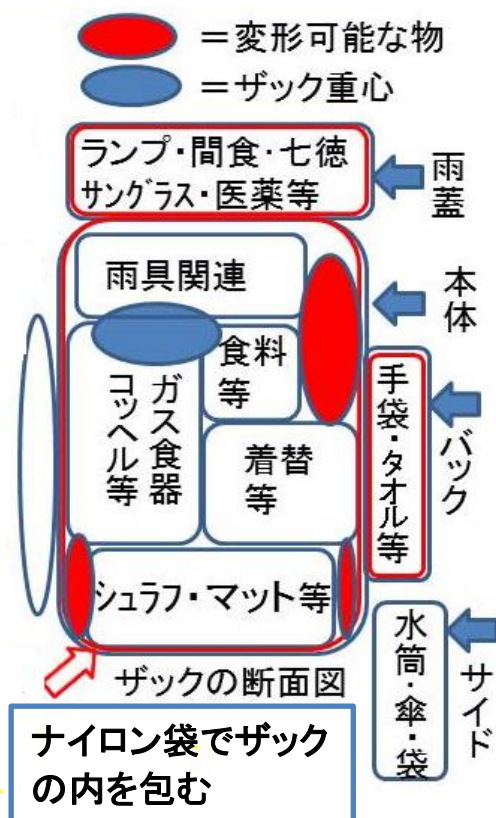 ＝変形可能な物
＝ザック重心
ランプ・間食・七徳
サングラス・医薬等
雨蓋
雨具関連
本体
食料
等
ガス食器
コッヘル等
着替
等
手袋・タオル等
バック
シュラフ・マット等
水筒・傘・袋
サイド
ザックの断面図
ナイロン袋でザック
の内を包む